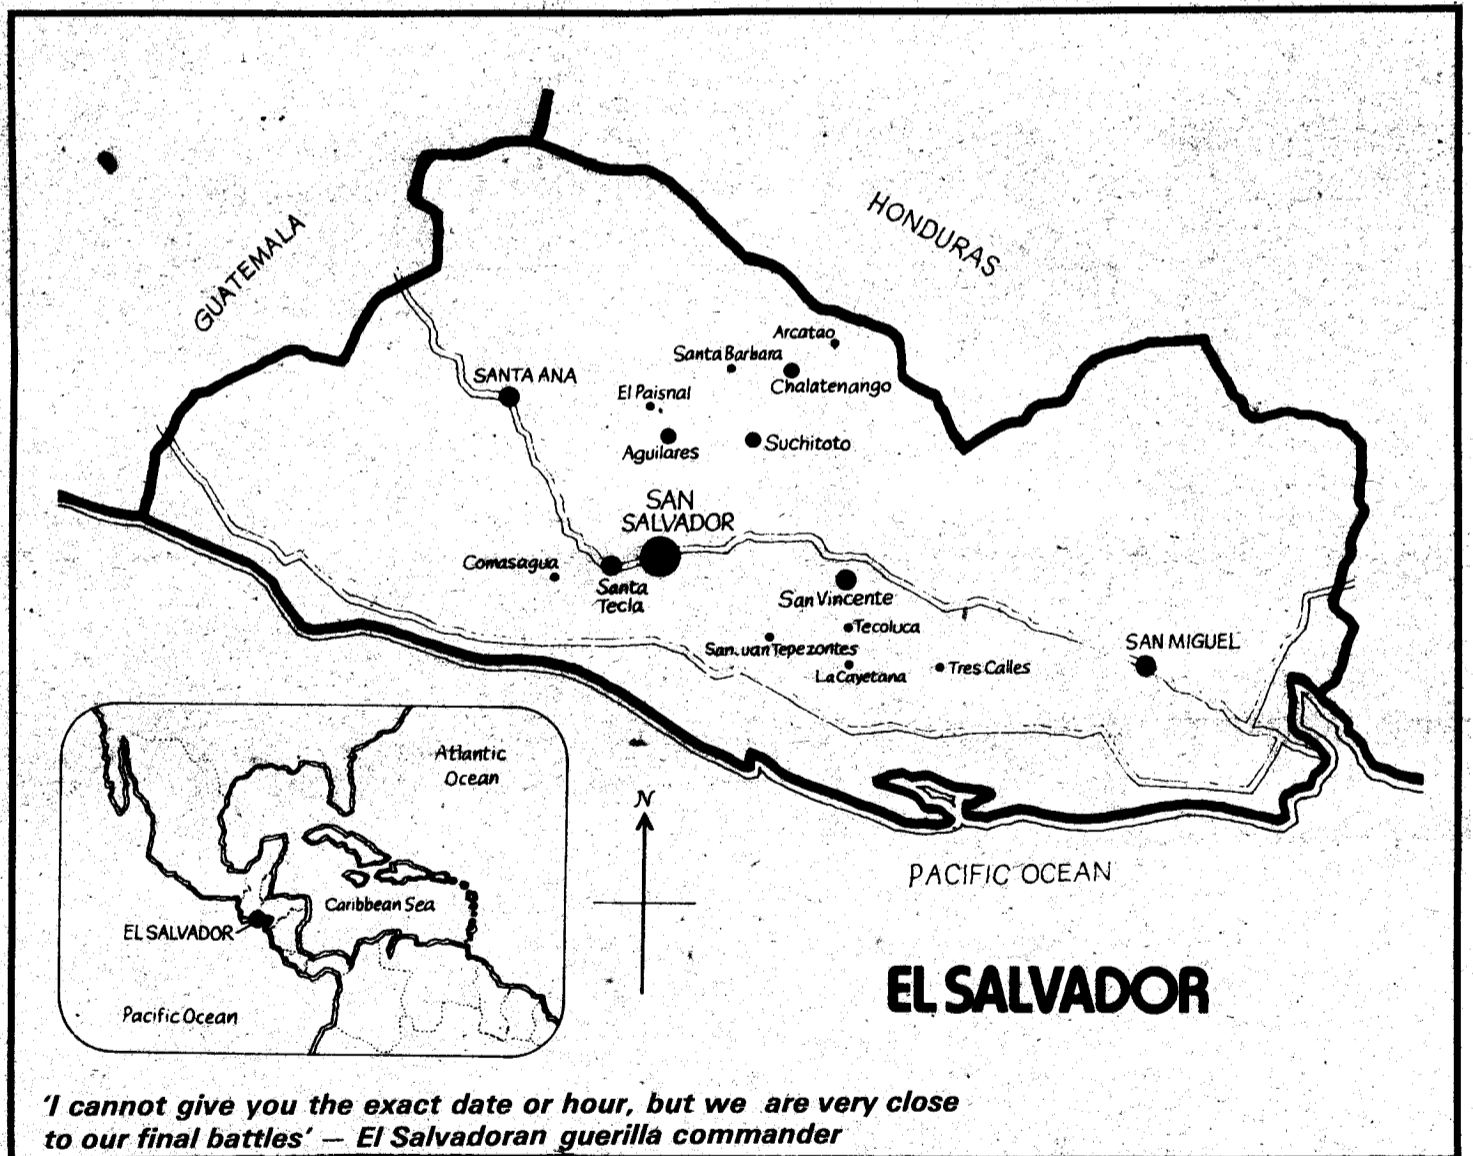 GUATEMALA
HONDURAS
Arcatao
Santa Barbara
Chalatenango
SANTA ANA
El Paisnal
Aguilares
Suchitoto
SAN
SALVADOR
Comasagua
Santa
Tecla
San Vincente
Tecoluca
San uan Tepezontes
La Cayetana
Tres Calles
SAN MIGUEL
Atlantic
Ocean
Caribbean Sea
EL SALVADOR
Pacific Ocean
N
PACIFIC OCEAN
EL SALVADOR
'I cannot give you the exact date or hour, but we are very close
to our final battles' — El Salvadoran guerilla commander